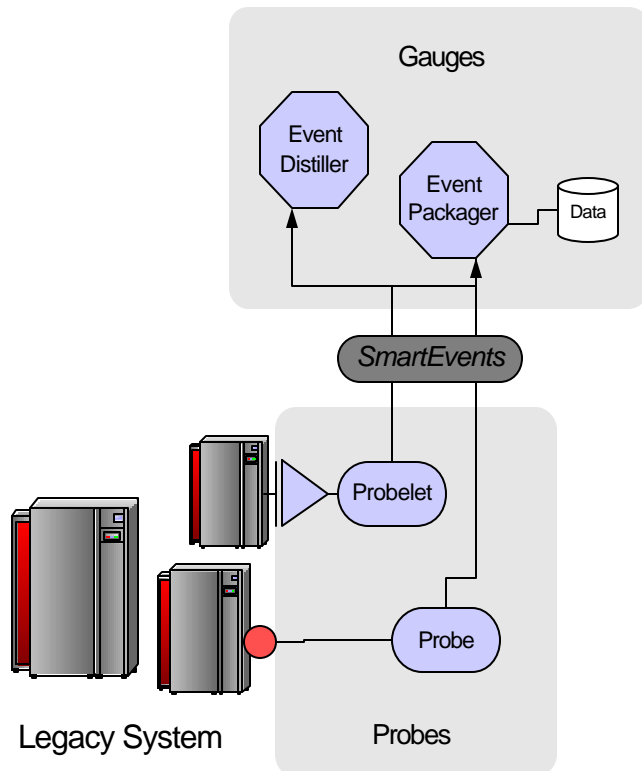 Gauges
Event
Distiller
Event
Packager
Data
SmartEvents
Probelet
Probe
Legacy System
Probes